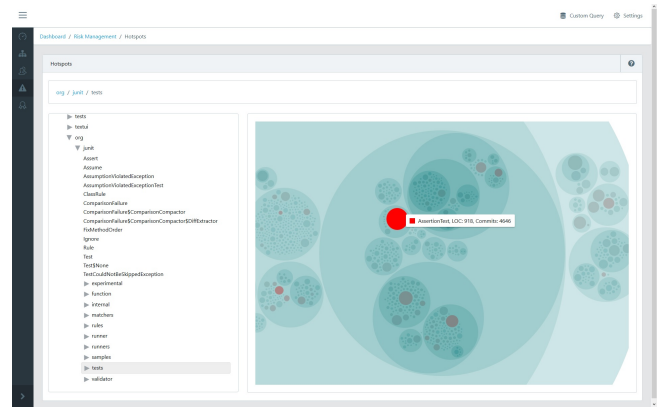 Custom Query Settings
Dashboard / Risk Management / Hotspots
Hotspots
org / junit / tests
tests
textui
org
junit
Assert
Assume
AssumptionViolatedException
AssumptionViolatedExceptionTest
ClassRule
ComparisonFailure
ComparisonFailure$ComparisonCompactor
ComparisonFailure$ComparisonCompactor$DiffExtractor
FixMethodOrder
Ignore
Rule
Test
Test$None
TestCouldNotBeSkippedException
experimental
function
internal
matchers
rules
runner
runners
samples
tests
validator
AssertionTest, LOC: 918, Commits: 4646